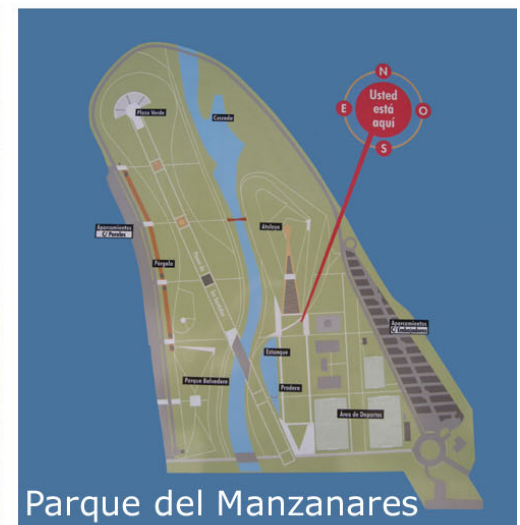 N
Usted
está
aquí
E
O
S
Plaza Verde
Cascada
Aparcamientos
C/ Perales
Atalaya
Pérgola
Aparcamientos
Estanque
Parque Belvedere
Pradera
Área de Deportes
Parque del Manzanares